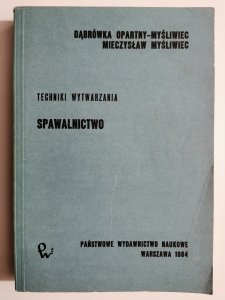 DĄBRÓWKA OPARTNY-MYŚLIWIEC
MIECZYSŁAW MYŚLIWIEC
TECHNIKI WYTWARZANIA
SPAWALNICTWO
PAŃSTWOWE WYDAWNICTWO NAUKOWE
WARSZAWA 1984